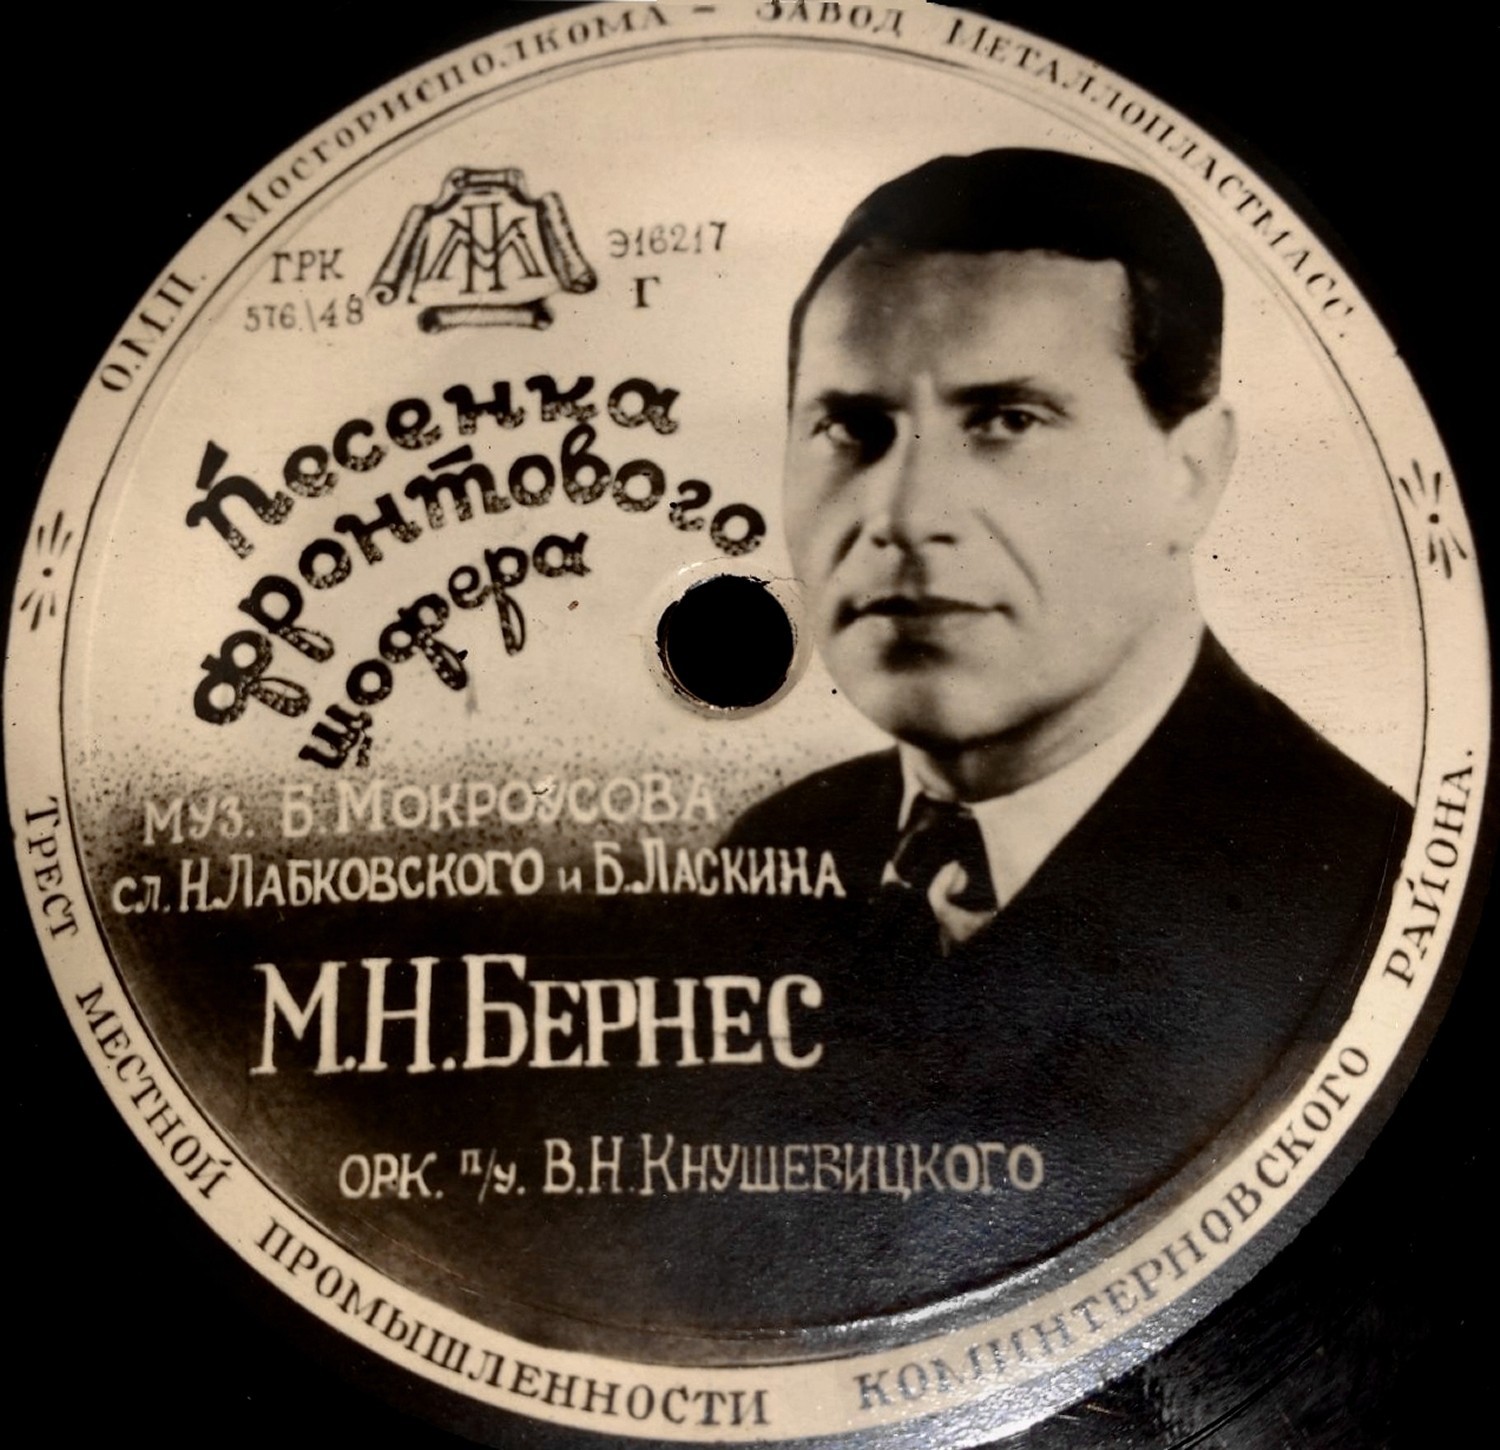 О.М.П. Мосгорисполкома – Завод Металлопластмасс.
ГРК
576.\48
Э16217
Г
Песенка
фронтового
шофера
муз. Б. Мокроусова
сл. Н. Лабковского и Б. Ласкина
М.Н. Бернес
орк. п/у. В.Н. Кнушевицкого
Трест местной промышленности Коминтерновского района.